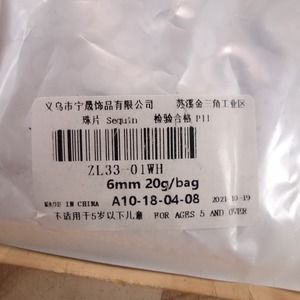 义乌市宁晟饰品有限公司 苏溪金三角工业区
珠片 Sequin 检验合格 P11
ZL33-01WH
6mm 20g/bag
MADE IN CHINA A10-18-04-08 2021-10-19
不适用于5岁以下儿童 FOR AGES 5 AND OVER